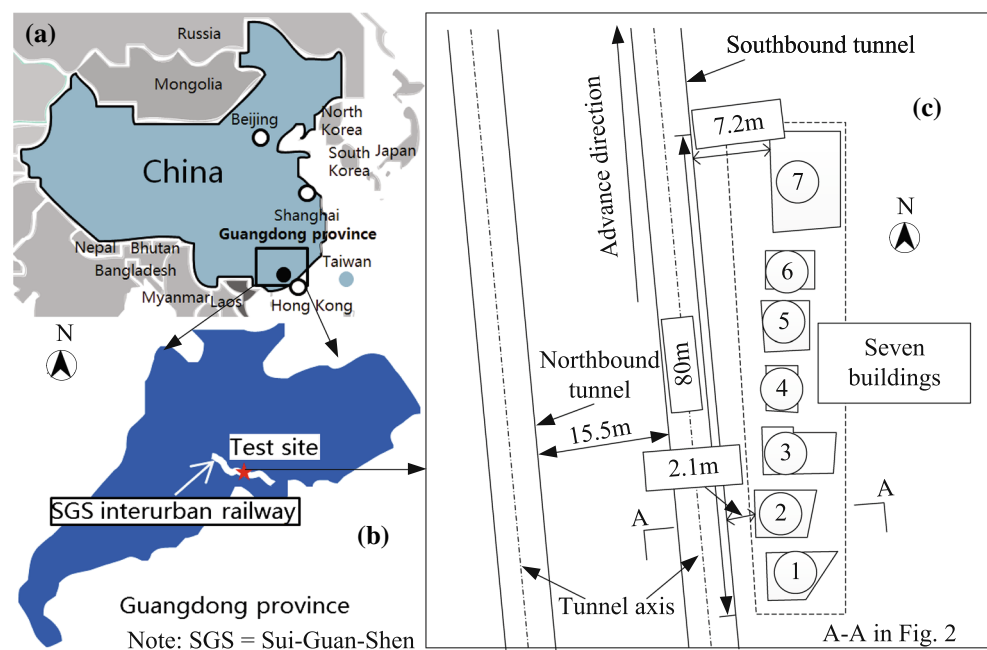 (a)
Russia
Mongolia
Beijing
North
Korea
South
Korea
Japan
China
Shanghai
Guangdong province
Nepal
Bhutan
Bangladesh
Myanmar
Laos
Taiwan
Hong Kong
N
Test site
SGS interurban railway
(b)
Guangdong province
Note: SGS = Sui-Guan-Shen
Southbound tunnel
(c)
7.2m
Advance direction
7
N
6
5
Seven
buildings
4
80m
Northbound
tunnel
15.5m
3
2.1m
A
A
2
1
Tunnel axis
A-A in Fig. 2